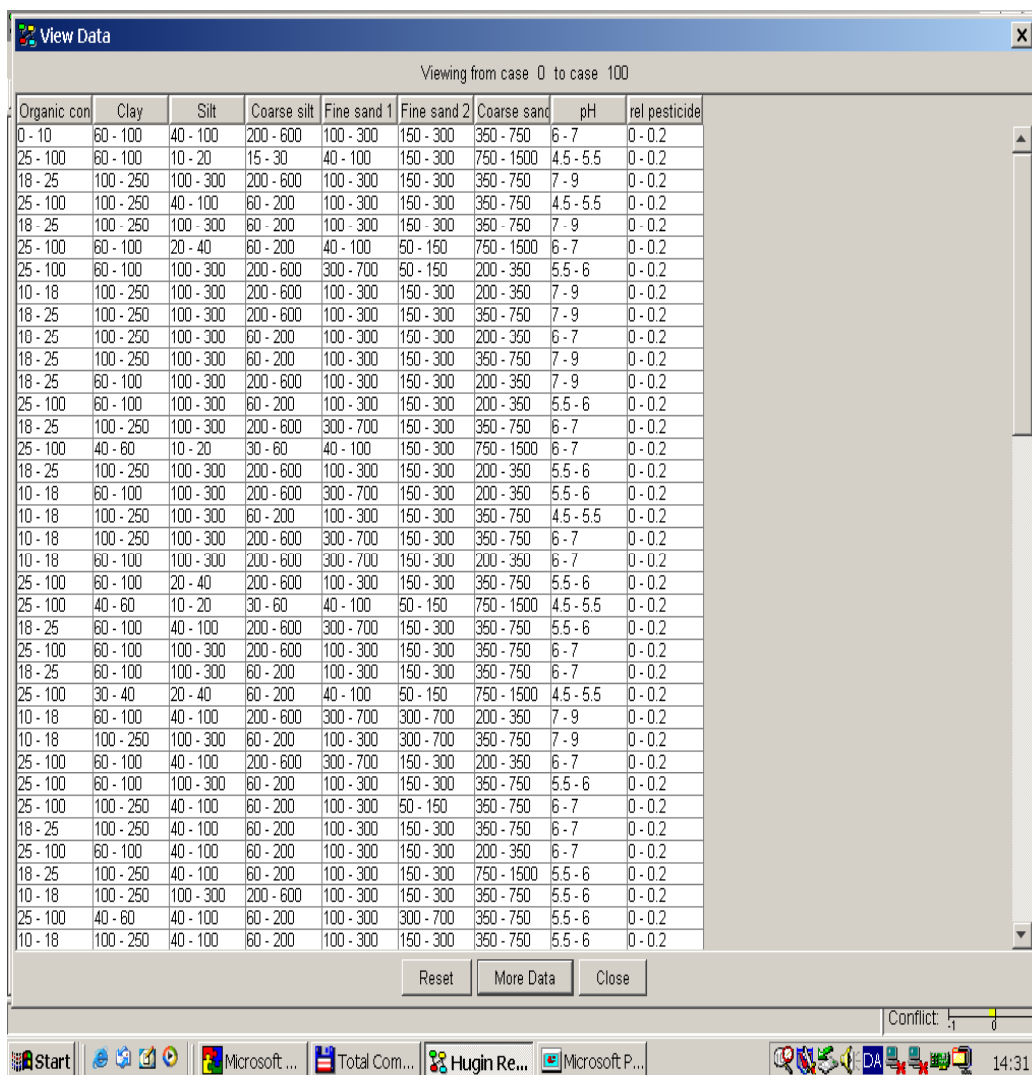 View Data
Viewing from case 0 to case 100
Organic con Clay Silt Coarse silt Fine sand 1 Fine sand 2 Coarse sand pH rel pesticide
0 - 10 60 - 100 40 - 100 200 - 600 100 - 300 150 - 300 350 - 750 6 - 7 0 - 0.2
25 - 100 60 - 100 10 - 20 15 - 30 40 - 100 150 - 300 750 - 1500 4.5 - 5.5 0 - 0.2
18 - 25 100 - 250 100 - 300 200 - 600 100 - 300 150 - 300 350 - 750 7 - 9 0 - 0.2
25 - 100 100 - 250 40 - 100 60 - 200 100 - 300 150 - 300 350 - 750 4.5 - 5.5 0 - 0.2
18 - 25 100 - 250 100 - 300 60 - 200 100 - 300 150 - 300 350 - 750 7 - 9 0 - 0.2
25 - 100 60 - 100 20 - 40 60 - 200 40 - 100 50 - 150 750 - 1500 6 - 7 0 - 0.2
25 - 100 60 - 100 100 - 300 200 - 600 300 - 700 50 - 150 200 - 350 5.5 - 6 0 - 0.2
10 - 18 100 - 250 100 - 300 200 - 600 100 - 300 150 - 300 200 - 350 7 - 9 0 - 0.2
18 - 25 100 - 250 100 - 300 200 - 600 100 - 300 150 - 300 350 - 750 7 - 9 0 - 0.2
18 - 25 100 - 250 100 - 300 60 - 200 100 - 300 150 - 300 200 - 350 6 - 7 0 - 0.2
18 - 25 100 - 250 100 - 300 60 - 200 100 - 300 150 - 300 350 - 750 7 - 9 0 - 0.2
18 - 25 60 - 100 100 - 300 200 - 600 100 - 300 150 - 300 200 - 350 7 - 9 0 - 0.2
25 - 100 60 - 100 100 - 300 60 - 200 100 - 300 150 - 300 200 - 350 5.5 - 6 0 - 0.2
18 - 25 100 - 250 100 - 300 200 - 600 300 - 700 150 - 300 350 - 750 6 - 7 0 - 0.2
25 - 100 40 - 60 10 - 20 30 - 60 40 - 100 150 - 300 750 - 1500 6 - 7 0 - 0.2
18 - 25 100 - 250 100 - 300 200 - 600 100 - 300 150 - 300 200 - 350 5.5 - 6 0 - 0.2
10 - 18 60 - 100 100 - 300 200 - 600 300 - 700 150 - 300 200 - 350 5.5 - 6 0 - 0.2
10 - 18 100 - 250 100 - 300 60 - 200 100 - 300 150 - 300 350 - 750 4.5 - 5.5 0 - 0.2
10 - 18 100 - 250 100 - 300 200 - 600 300 - 700 150 - 300 350 - 750 6 - 7 0 - 0.2
10 - 18 60 - 100 100 - 300 200 - 600 300 - 700 150 - 300 200 - 350 6 - 7 0 - 0.2
25 - 100 60 - 100 20 - 40 200 - 600 100 - 300 150 - 300 350 - 750 5.5 - 6 0 - 0.2
25 - 100 40 - 60 10 - 20 30 - 60 40 - 100 50 - 150 750 - 1500 4.5 - 5.5 0 - 0.2
18 - 25 60 - 100 40 - 100 200 - 600 300 - 700 150 - 300 350 - 750 5.5 - 6 0 - 0.2
25 - 100 60 - 100 100 - 300 200 - 600 100 - 300 150 - 300 350 - 750 6 - 7 0 - 0.2
18 - 25 60 - 100 100 - 300 60 - 200 100 - 300 150 - 300 350 - 750 6 - 7 0 - 0.2
25 - 100 30 - 40 20 - 40 60 - 200 40 - 100 50 - 150 750 - 1500 4.5 - 5.5 0 - 0.2
10 - 18 60 - 100 40 - 100 200 - 600 300 - 700 300 - 700 200 - 350 7 - 9 0 - 0.2
10 - 18 100 - 250 100 - 300 60 - 200 100 - 300 300 - 700 350 - 750 7 - 9 0 - 0.2
25 - 100 60 - 100 40 - 100 200 - 600 300 - 700 150 - 300 200 - 350 6 - 7 0 - 0.2
25 - 100 60 - 100 100 - 300 60 - 200 100 - 300 150 - 300 350 - 750 5.5 - 6 0 - 0.2
25 - 100 100 - 250 40 - 100 60 - 200 100 - 300 50 - 150 350 - 750 6 - 7 0 - 0.2
18 - 25 100 - 250 40 - 100 60 - 200 100 - 300 150 - 300 350 - 750 6 - 7 0 - 0.2
25 - 100 60 - 100 40 - 100 60 - 200 100 - 300 150 - 300 200 - 350 6 - 7 0 - 0.2
18 - 25 100 - 250 40 - 100 60 - 200 100 - 300 150 - 300 750 - 1500 5.5 - 6 0 - 0.2
10 - 18 100 - 250 100 - 300 200 - 600 100 - 300 150 - 300 350 - 750 5.5 - 6 0 - 0.2
25 - 100 40 - 60 40 - 100 60 - 200 100 - 300 300 - 700 350 - 750 5.5 - 6 0 - 0.2
10 - 18 100 - 250 40 - 100 60 - 200 100 - 300 150 - 300 350 - 750 5.5 - 6 0 - 0.2
Reset More Data Close
Conflict: -1 0
Start Microsoft ... Total Com... Hugin Re... Microsoft P... DA 14:31